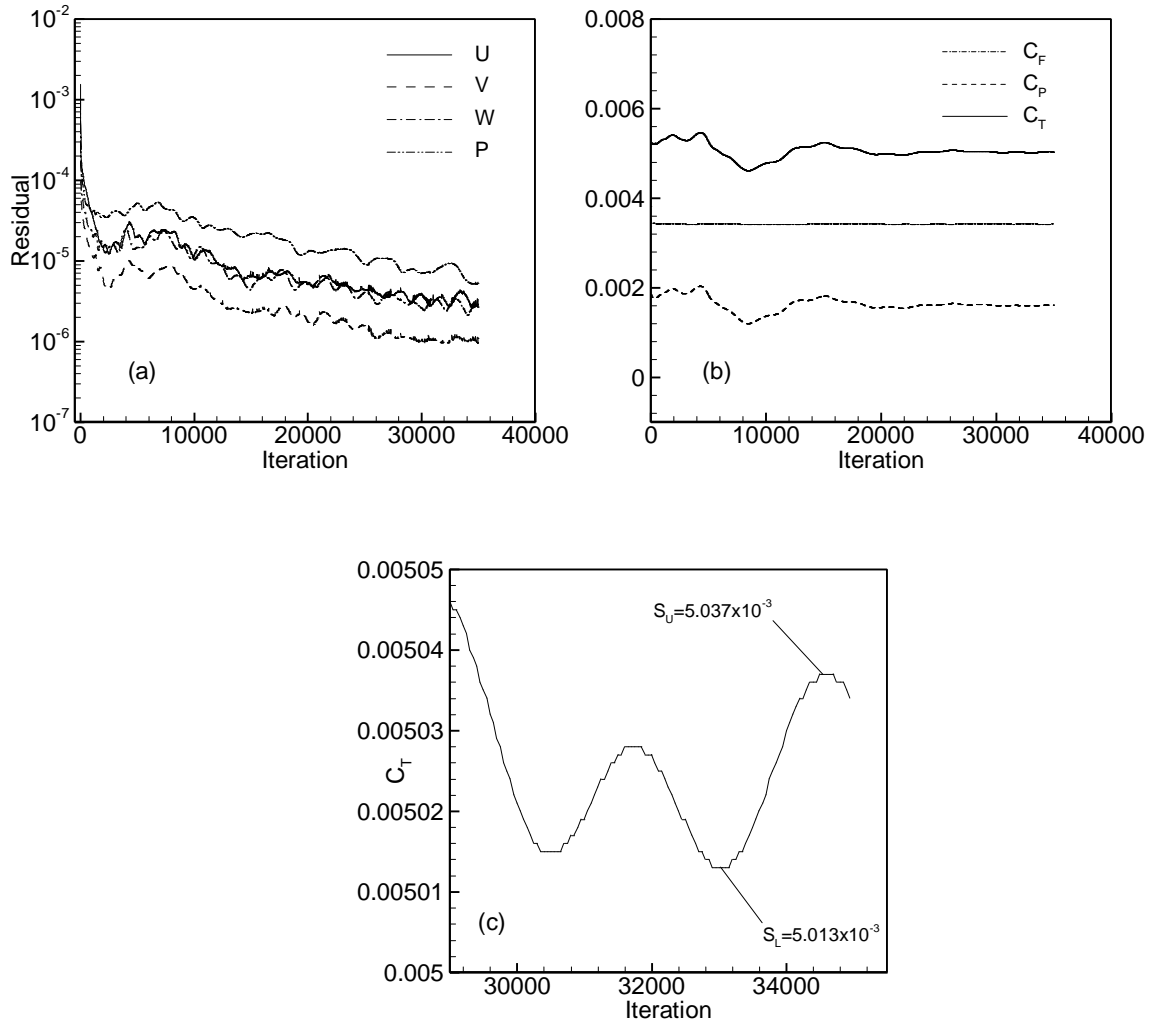 10⁻²
10⁻³
10⁻⁴
10⁻⁵
10⁻⁶
10⁻⁷
Residual
U
V
W
P
(a)
0 10000 20000 30000 40000
Iteration
0.008
0.006
0.004
0.002
0
C_F
C_P
C_T
(b)
0 10000 20000 30000 40000
Iteration
0.00505
0.00504
0.00503
0.00502
0.00501
0.005
C_T
S_U=5.037x10⁻³
S_L=5.013x10⁻³
(c)
30000 32000 34000
Iteration